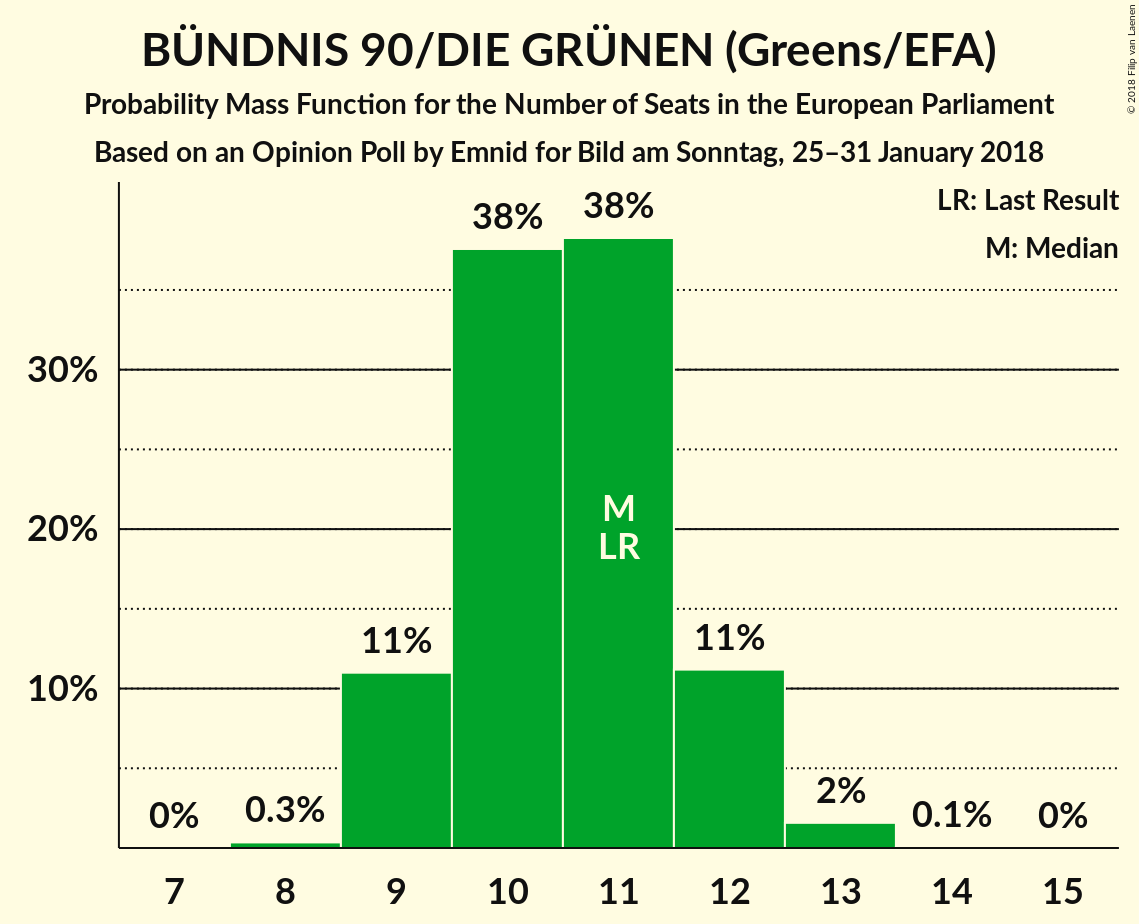 BÜNDNIS 90/DIE GRÜNEN (Greens/EFA)
Probability Mass Function for the Number of Seats in the European Parliament
Based on an Opinion Poll by Emnid for Bild am Sonntag, 25–31 January 2018
© 2018 Filip van Laenen
LR: Last Result
M: Median
38%
38%
30%
20%
10%
M
LR
11%
11%
0%
0.3%
2%
0.1%
0%
7 8 9 10 11 12 13 14 15